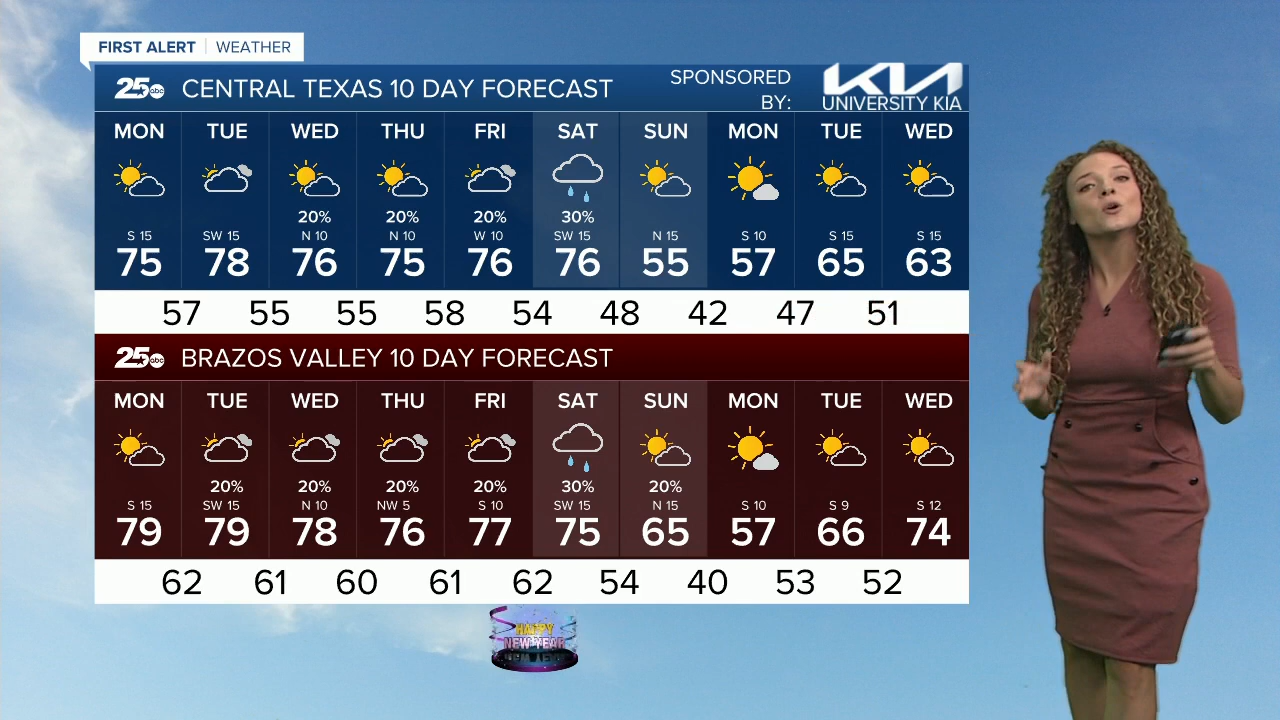 FIRST ALERT | WEATHER
25 abc CENTRAL TEXAS 10 DAY FORECAST
SPONSORED BY:
KIA
UNIVERSITY KIA
MON TUE WED THU FRI SAT SUN MON TUE WED
20% 20% 20% 30%
S 15 SW 15 N 10 N 10 W 10 SW 15 N 15 S 10 S 15 S 15
75 78 76 75 76 76 55 57 65 63
57 55 55 58 54 48 42 47 51
25 abc BRAZOS VALLEY 10 DAY FORECAST
MON TUE WED THU FRI SAT SUN MON TUE WED
20% 20% 20% 20% 30% 20%
S 15 SW 15 N 10 NW 5 S 10 SW 15 N 15 S 10 S 9 S 12
79 79 78 76 77 75 65 57 66 74
62 61 60 61 62 54 40 53 52
HAPPY
NEW YEAR